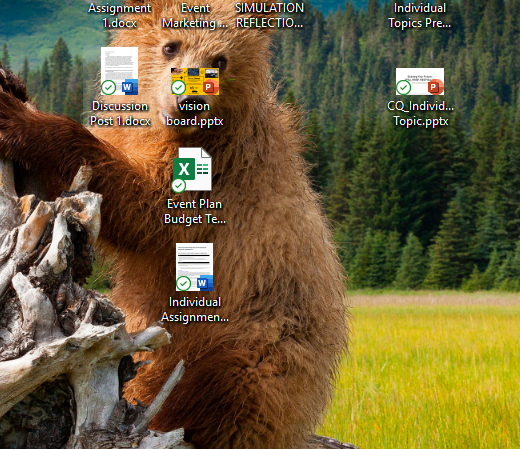 Assignment
1.docx
Event
Marketing ...
SIMULATION
REFLECTIO...
Individual
Topics Pre...
Discussion
Post 1.docx
vision
board.pptx
CQ_Individ...
Topic.pptx
Event Plan
Budget Te...
Individual
Assignmen...